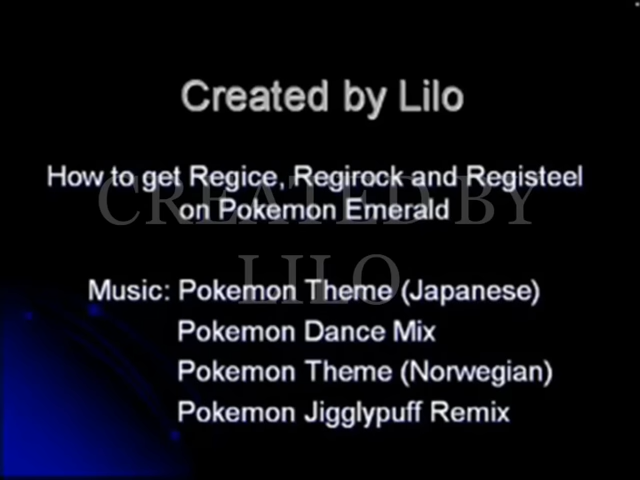 Created by Lilo
How to get Regice, Regirock and Registeel
on Pokemon Emerald
CREATED BY
LILO
Music: Pokemon Theme (Japanese)
Pokemon Dance Mix
Pokemon Theme (Norwegian)
Pokemon Jigglypuff Remix